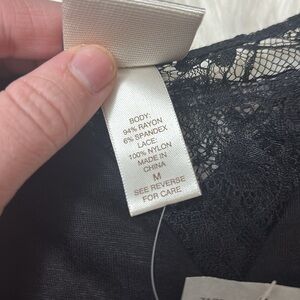 BODY:
94% RAYON
6% SPANDEX
LACE:
100% NYLON
MADE IN
CHINA
M
SEE REVERSE
FOR CARE